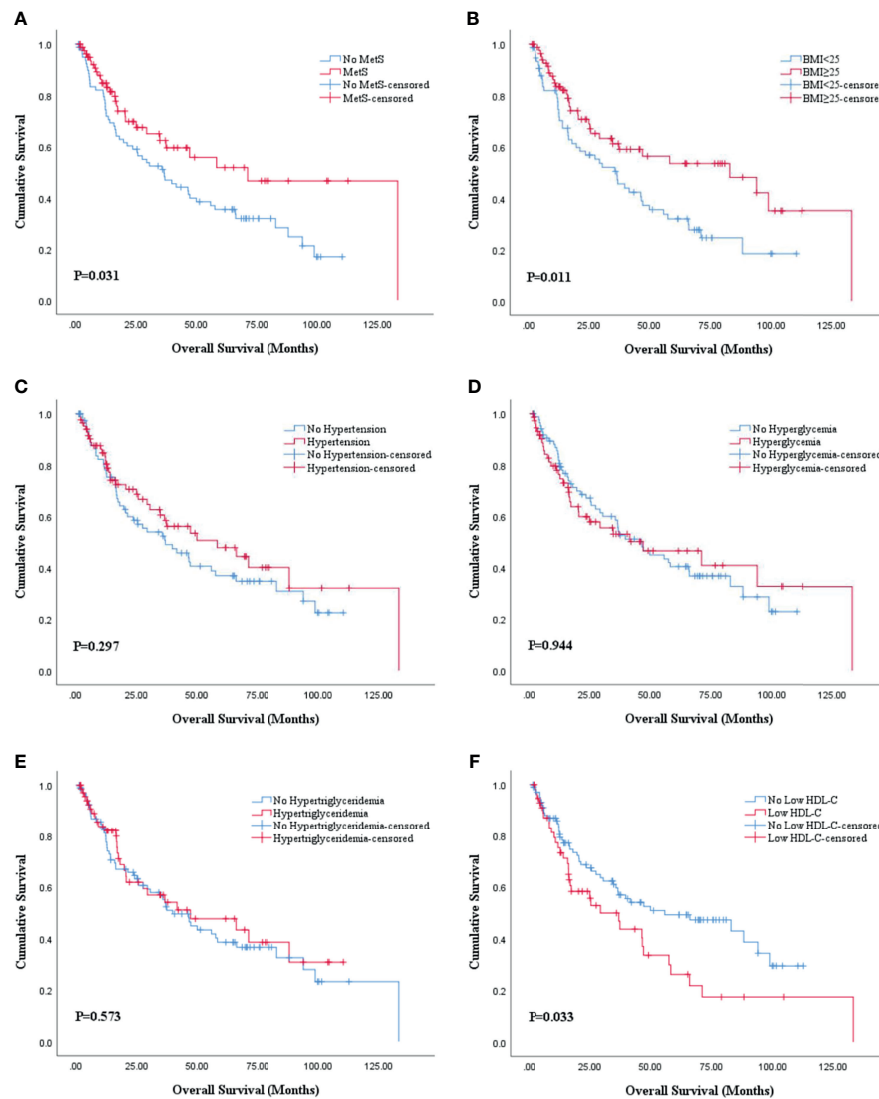 A
1.0
0.8
0.6
0.4
0.2
0.0
Cumulative Survival
No MetS
MetS
No MetS-censored
MetS-censored
P=0.031
.00 25.00 50.00 75.00 100.00 125.00
Overall Survival (Months)
B
1.0
0.8
0.6
0.4
0.2
0.0
Cumulative Survival
BMI<25
BMI≥25
BMI<25-censore
BMI≥25-censore
P=0.011
.00 25.00 50.00 75.00 100.00 125.00
Overall Survival (Months)
C
1.0
0.8
0.6
0.4
0.2
0.0
Cumulative Survival
No Hypertension
Hypertension
No Hypertension-censored
Hypertension-censored
P=0.297
.00 25.00 50.00 75.00 100.00 125.00
Overall Survival (Months)
D
1.0
0.8
0.6
0.4
0.2
0.0
Cumulative Survival
No Hyperglycemia
Hyperglycemia
No Hyperglycemia-censored
Hyperglycemia-censored
P=0.944
.00 25.00 50.00 75.00 100.00 125.00
Overall Survival (Months)
E
1.0
0.8
0.6
0.4
0.2
0.0
Cumulative Survival
No Hypertriglyceridemia
Hypertriglyceridemia
No Hypertriglyceridemia-censored
Hypertriglyceridemia-censored
P=0.573
.00 25.00 50.00 75.00 100.00 125.00
Overall Survival (Months)
F
1.0
0.8
0.6
0.4
0.2
0.0
Cumulative Survival
No Low HDL-C
Low HDL-C
No Low HDL-C-censored
Low HDL-C-censored
P=0.033
.00 25.00 50.00 75.00 100.00 125.00
Overall Survival (Months)